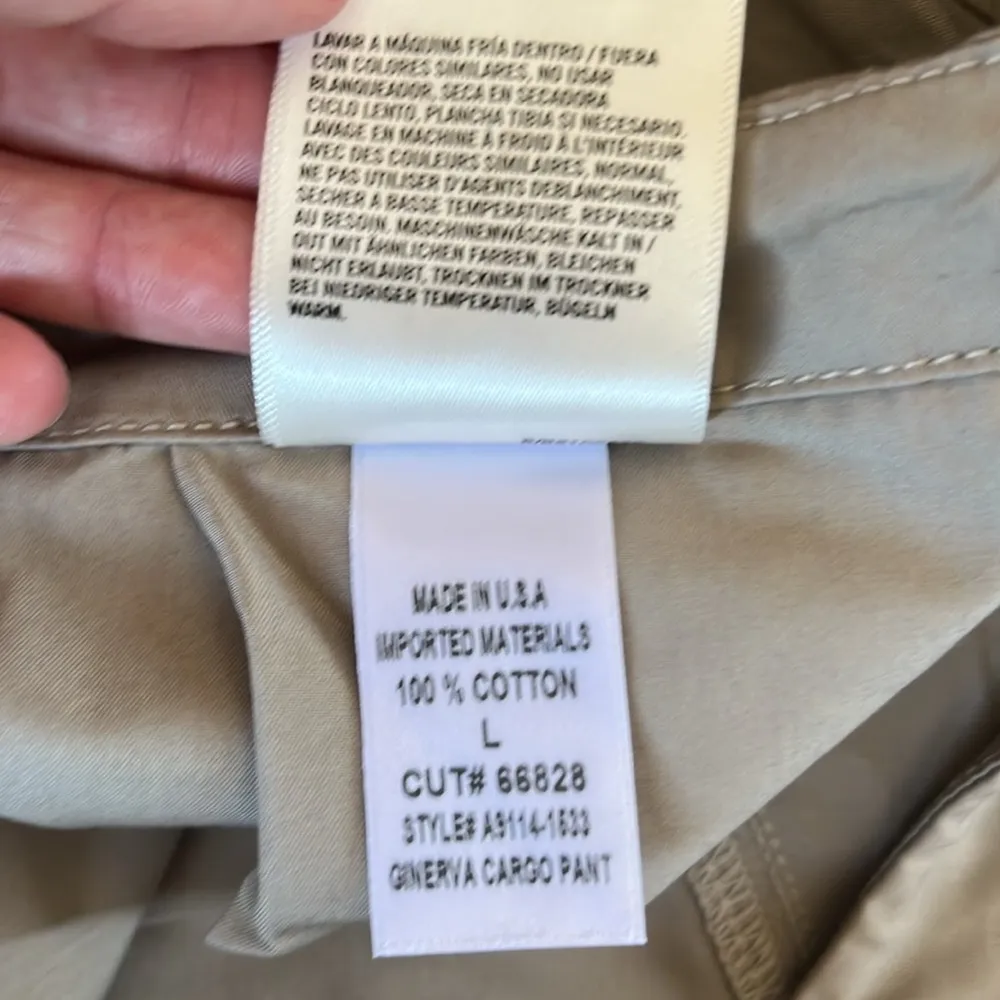 LAVAR A MÁQUINA FRÍA DENTRO / FUERA
CON COLORES SIMILARES, NO USAR
BLANQUEADOR, SECA EN SECADORA
CICLO LENTO. PLANCHA TIBIA SI NECESARIO.
LAVAGE EN MACHINE À FROID À L'INTÉRIEUR
AVEC DES COULEURS SIMILAIRES, NORMAL,
NE PAS UTILISER D'AGENTS DEBLANCHIMENT,
SECHER A BASSE TEMPERATURE, REPASSER
AU BESOIN. MASCHINENWÄSCHE KALT IN /
OUT MIT ÄHNLICHEN FARBEN, BLEICHEN
NICHT ERLAUBT, TROCKNEN IM TROCKNER
BEI NIEDRIGER TEMPERATUR, BÜGELN
WARM.
MADE IN U.S.A
IMPORTED MATERIALS
100 % COTTON
L
CUT# 66828
STYLE# A9114-1533
GINERVA CARGO PANT